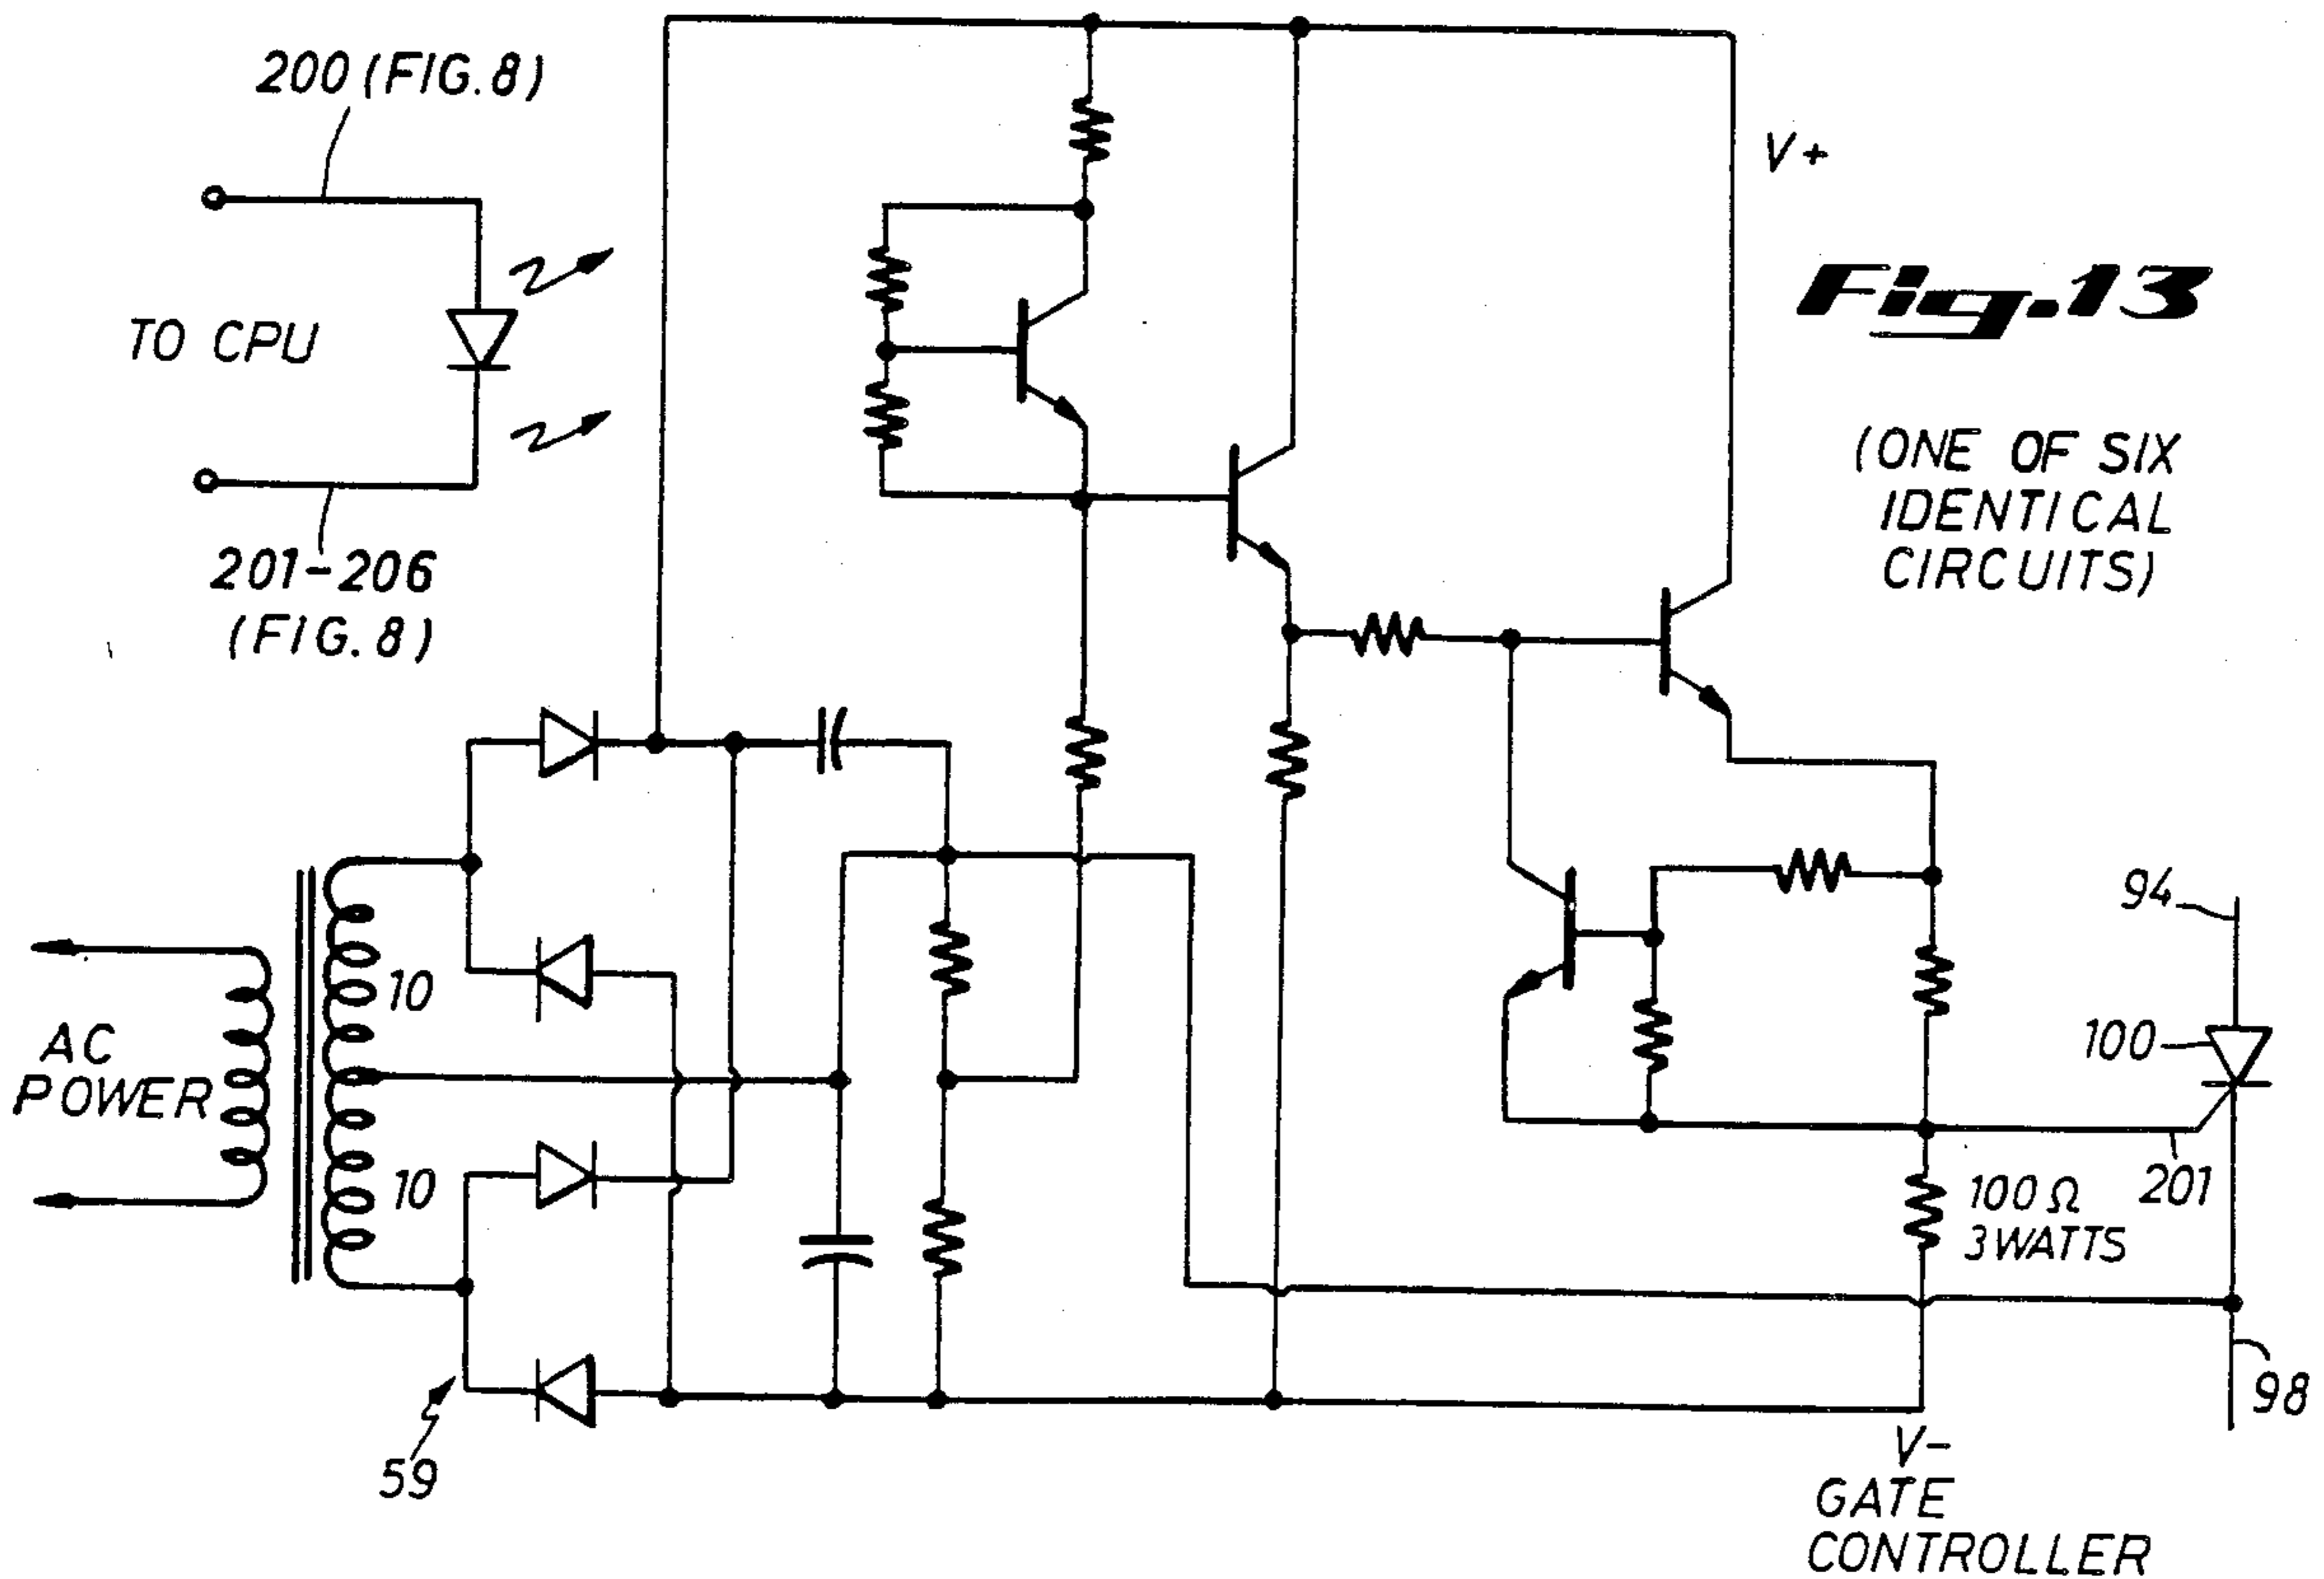 200 (FIG. 8)
TO CPU
201-206
(FIG. 8)
V+
Fig.13
(ONE OF SIX
IDENTICAL
CIRCUITS)
94
100
10
10
AC
POWER
100 Ω
3 WATTS
201
98
59
V-
GATE
CONTROLLER